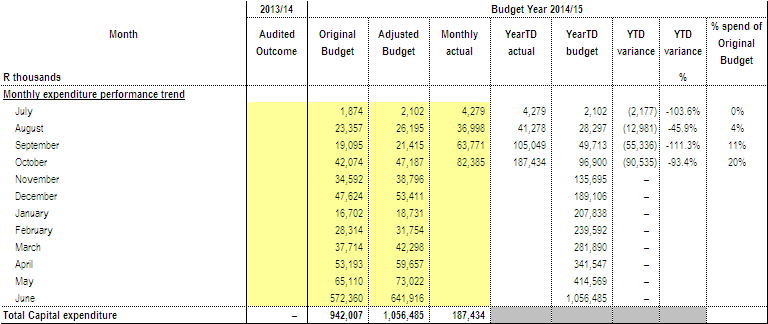 2013/14 Budget Year 2014/15
Month Audited Outcome Original Budget Adjusted Budget Monthly actual YearTD actual YearTD budget YTD variance YTD variance % % spend of Original Budget
R thousands
Monthly expenditure performance trend
July 1,874 2,102 4,279 4,279 2,102 (2,177) -103.6% 0%
August 23,357 26,195 36,998 41,278 28,297 (12,981) -45.9% 4%
September 19,095 21,415 63,771 105,049 49,713 (55,336) -111.3% 11%
October 42,074 47,187 82,385 187,434 96,900 (90,535) -93.4% 20%
November 34,592 38,796 135,695 –
December 47,624 53,411 189,106 –
January 16,702 18,731 207,838 –
February 28,314 31,754 239,592 –
March 37,714 42,298 281,890 –
April 53,193 59,657 341,547 –
May 65,110 73,022 414,569 –
June 572,360 641,916 1,056,485 –
Total Capital expenditure – 942,007 1,056,485 187,434